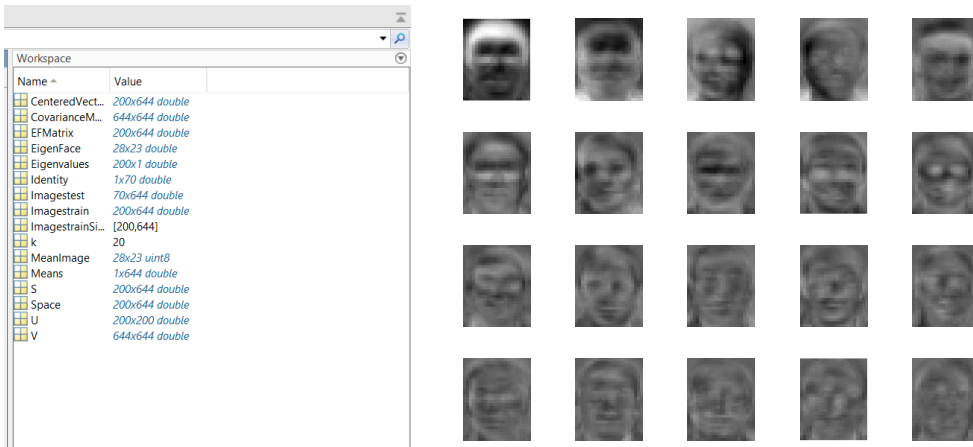 Workspace
Name Value
CenteredVect... 200x644 double
CovarianceM... 644x644 double
EFMatrix 200x644 double
EigenFace 28x23 double
Eigenvalues 200x1 double
Identity 1x70 double
Imagestest 70x644 double
Imagestrain 200x644 double
ImagestrainSi... [200,644]
k 20
MeanImage 28x23 uint8
Means 1x644 double
S 200x644 double
Space 200x644 double
U 200x200 double
V 644x644 double